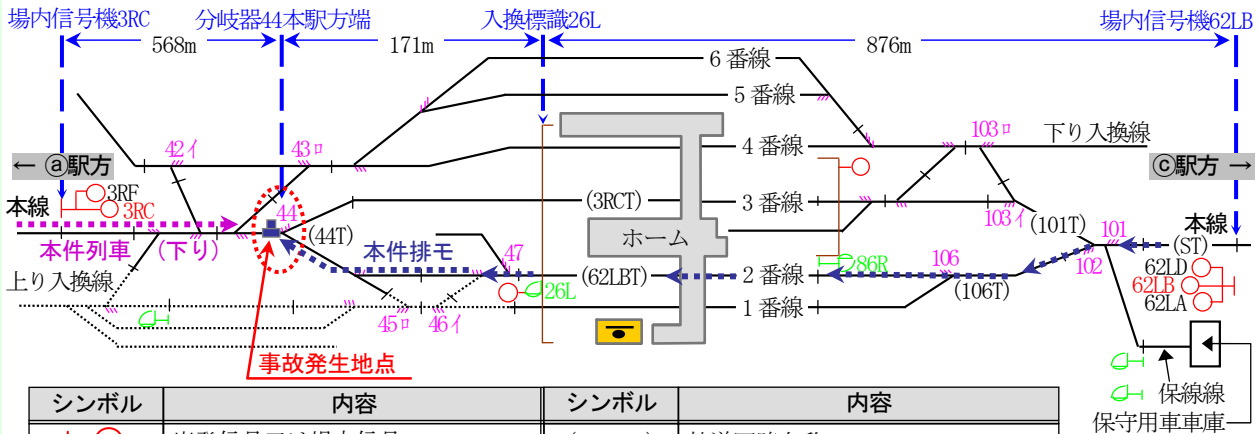 場内信号機3RC
分岐器44本駅方端
入換標識26L
場内信号機62LB
568m
171m
876m
6番線
5番線
4番線
3番線
2番線
1番線
42イ
43ロ
103ロ
下り入換線
← ⓐ駅方
ⓒ駅方 →
3RF
3RC
本線
44
(44T)
(3RCT)
ホーム
103イ
(101T)
101
本線
(ST)
本件列車 (下り)
本件排モ
47
(62LBT)
86R
106
(106T)
102
62LD
62LB
62LA
上り入換線
26L
45ロ
46イ
事故発生地点
保線線
保守用車車庫
シンボル
内容
シンボル
内容